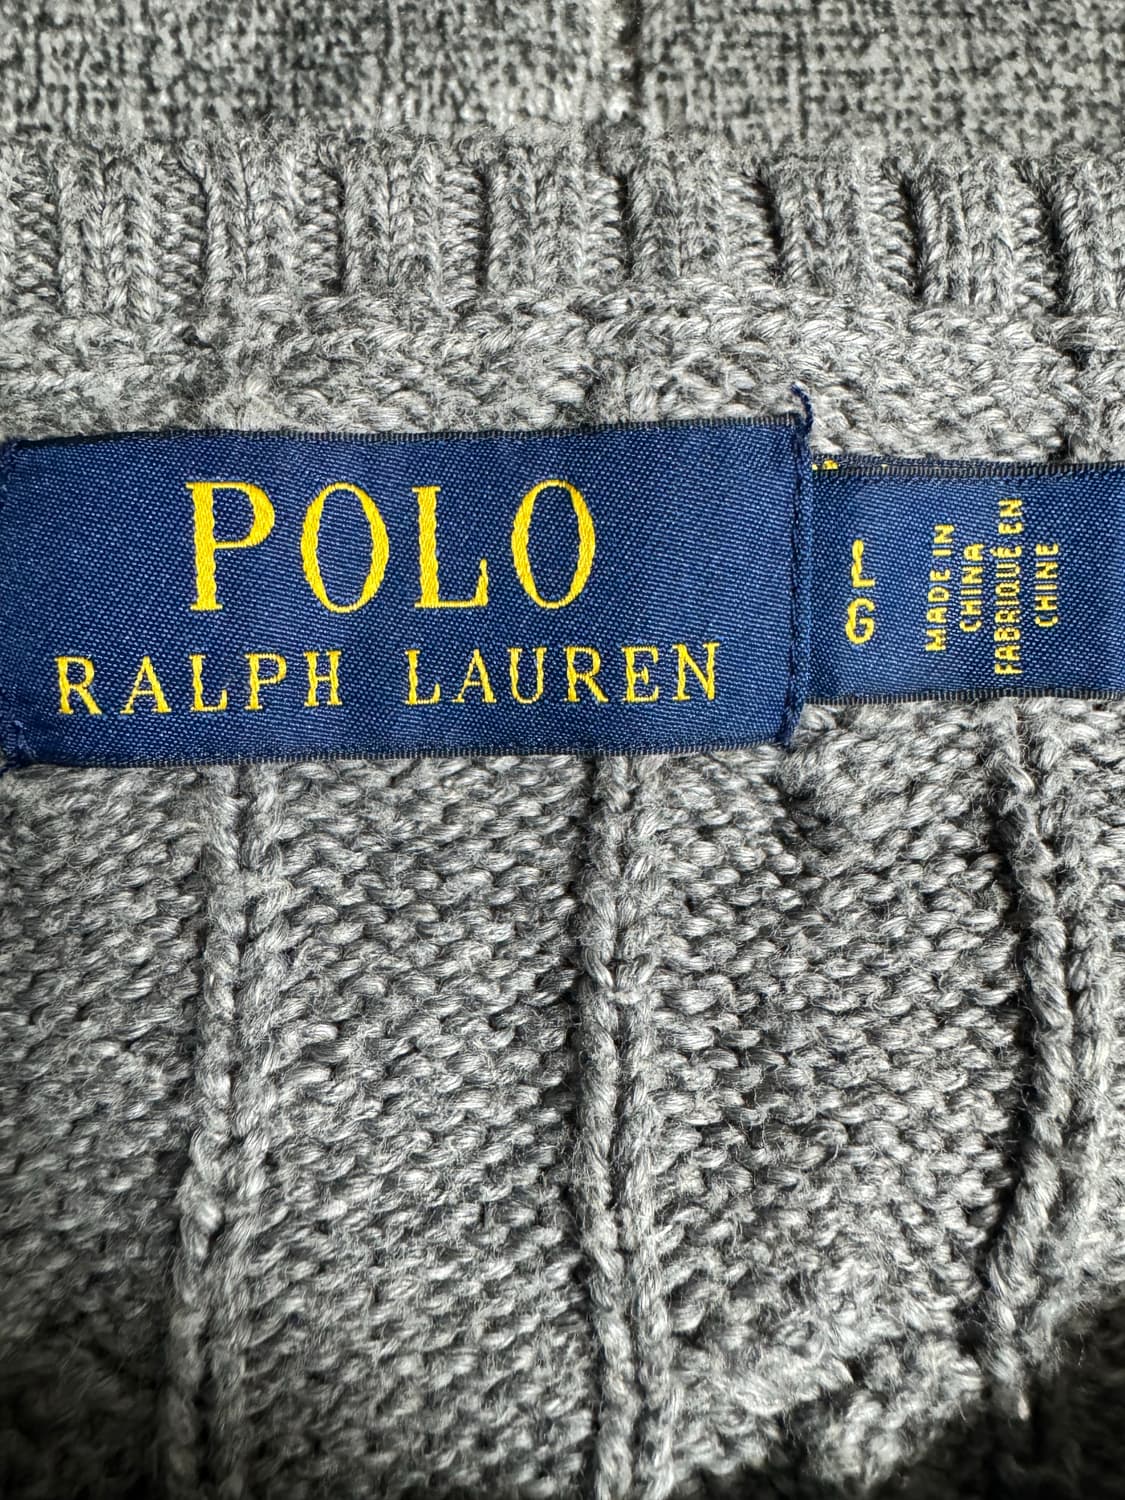 POLO
RALPH LAUREN
L
G
MADE IN
CHINA
FABRIQUÉ EN
CHINE